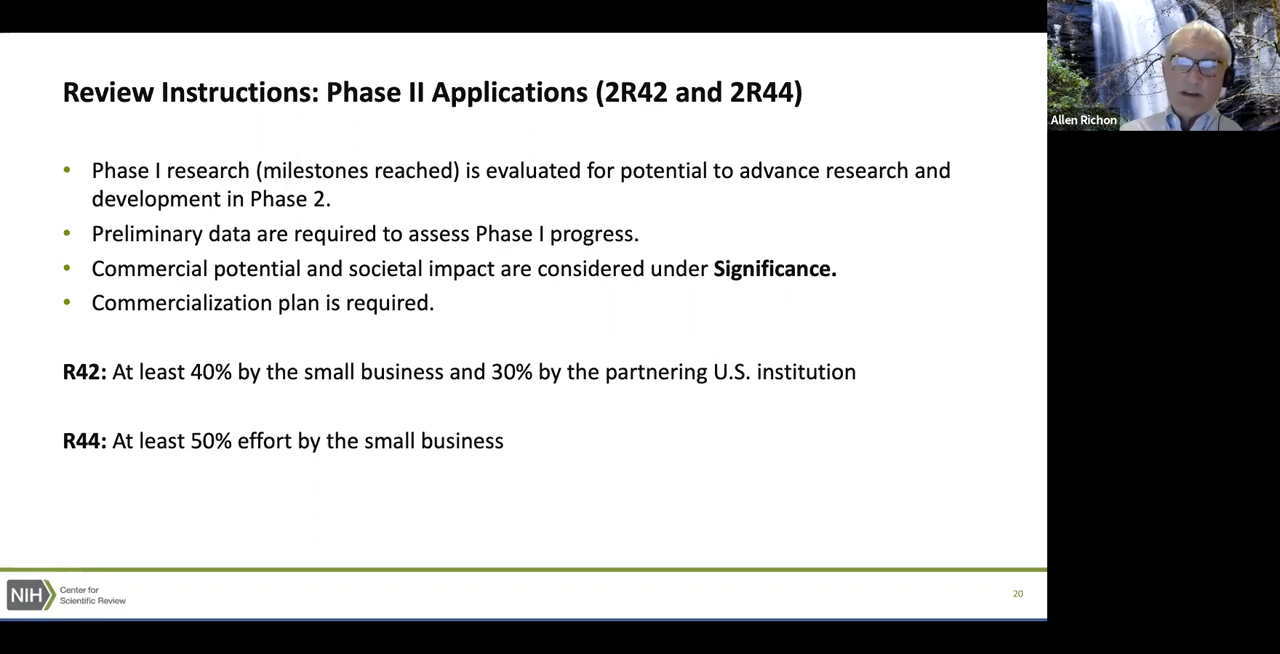 Review Instructions: Phase II Applications (2R42 and 2R44)
• Phase I research (milestones reached) is evaluated for potential to advance research and
development in Phase 2.
• Preliminary data are required to assess Phase I progress.
• Commercial potential and societal impact are considered under Significance.
• Commercialization plan is required.
R42: At least 40% by the small business and 30% by the partnering U.S. institution
R44: At least 50% effort by the small business
NIH
Center for
Scientific Review
20
Allen Richon